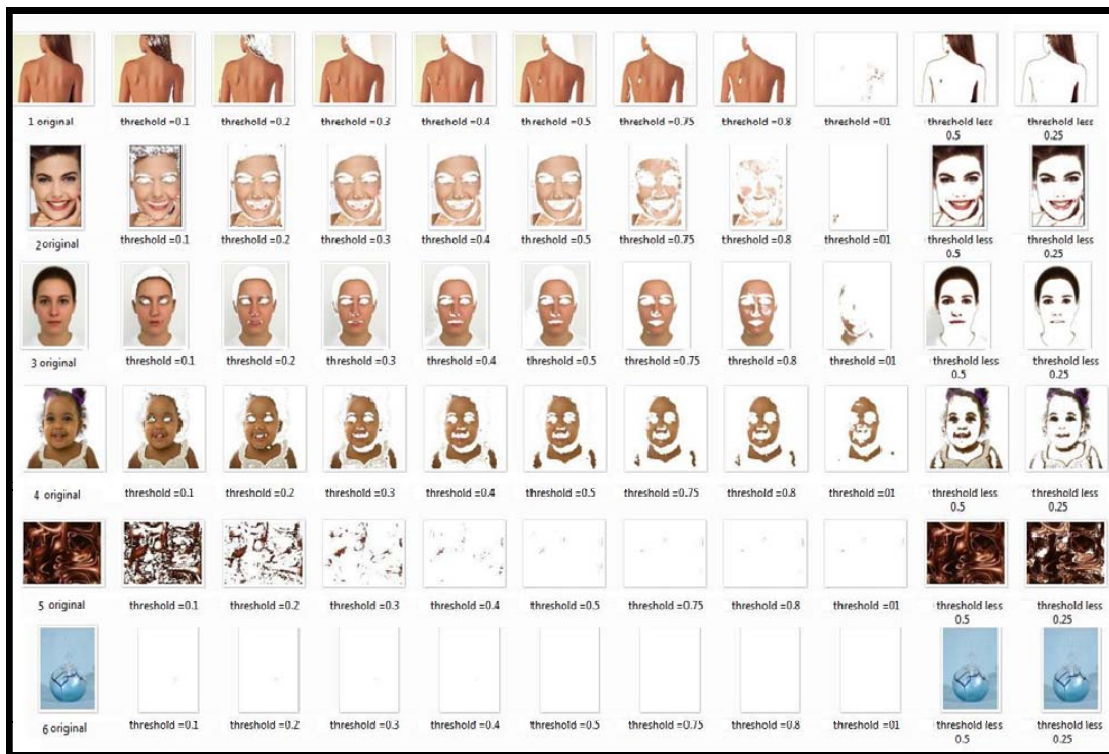 1 original threshold =0.1 threshold =0.2 threshold =0.3 threshold =0.4 threshold =0.5 threshold =0.75 threshold =0.8 threshold =01 threshold less threshold less
0.5 0.25
2 original threshold =0.1 threshold =0.2 threshold =0.3 threshold =0.4 threshold =0.5 threshold =0.75 threshold =0.8 threshold =01 threshold less threshold less
0.5 0.25
3 original threshold =0.1 threshold =0.2 threshold =0.3 threshold =0.4 threshold =0.5 threshold =0.75 threshold =0.8 threshold =01 threshold less threshold less
0.5 0.25
4 original threshold =0.1 threshold =0.2 threshold =0.3 threshold =0.4 threshold =0.5 threshold =0.75 threshold =0.8 threshold =01 threshold less threshold less
0.5 0.25
5 original threshold =0.1 threshold =0.2 threshold =0.3 threshold =0.4 threshold =0.5 threshold =0.75 threshold =0.8 threshold =01 threshold less threshold less
0.5 0.25
6 original threshold =0.1 threshold =0.2 threshold =0.3 threshold =0.4 threshold =0.5 threshold =0.75 threshold =0.8 threshold =01 threshold less threshold less
0.5 0.25